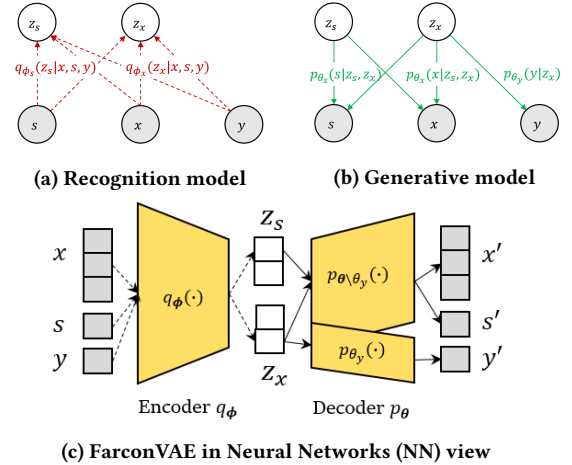 z_s z_x
q_{ϕ_s}(z_s|x, s, y) q_{ϕ_x}(z_x|x, s, y)
s x y
(a) Recognition model
z_s z_x
p_{θ_s}(s|z_s, z_x) p_{θ_x}(x|z_s, z_x) p_{θ_y}(y|z_x)
s x y
(b) Generative model
x
s
y
q_ϕ(·)
z_s
z_x
p_{θ\θ_y}(·)
p_{θ_y}(·)
x′
s′
y′
Encoder q_ϕ Decoder p_θ
(c) FarconVAE in Neural Networks (NN) view